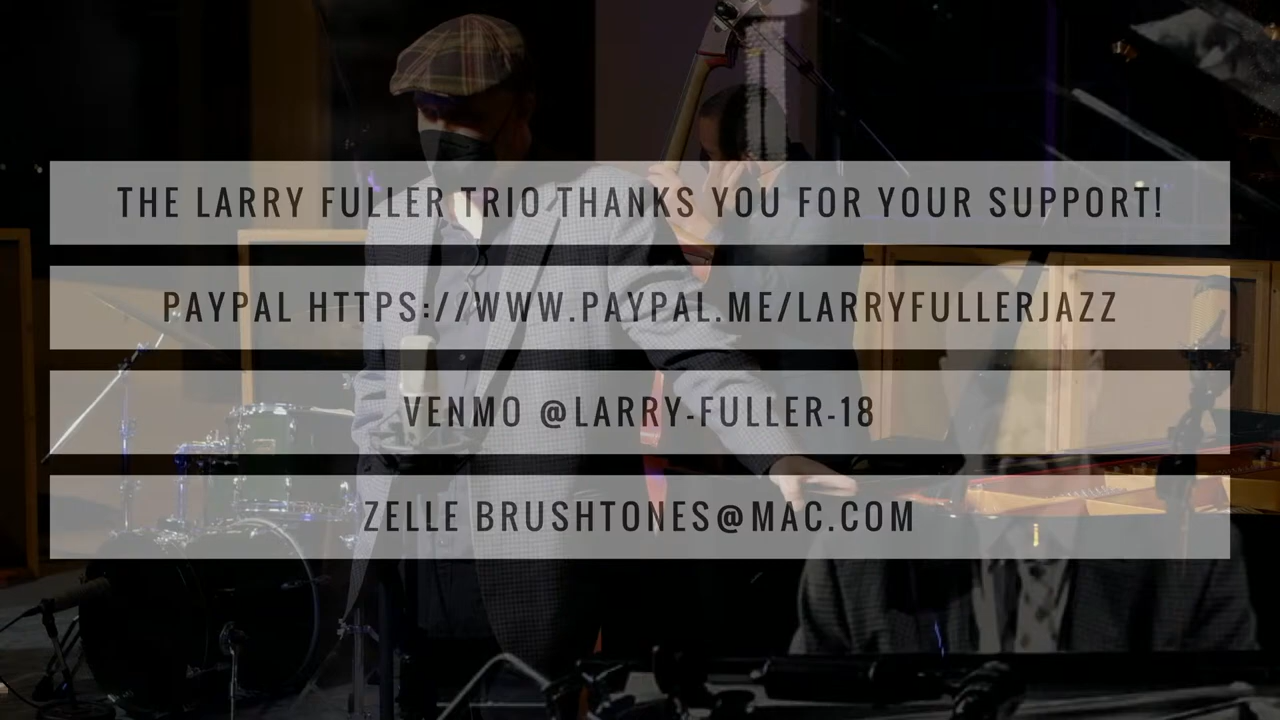 THE LARRY FULLER TRIO THANKS YOU FOR YOUR SUPPORT!
PAYPAL HTTPS://WWW.PAYPAL.ME/LARRYFULLERJAZZ
VENMO @LARRY-FULLER-18
ZELLE BRUSHTONES@MAC.COM